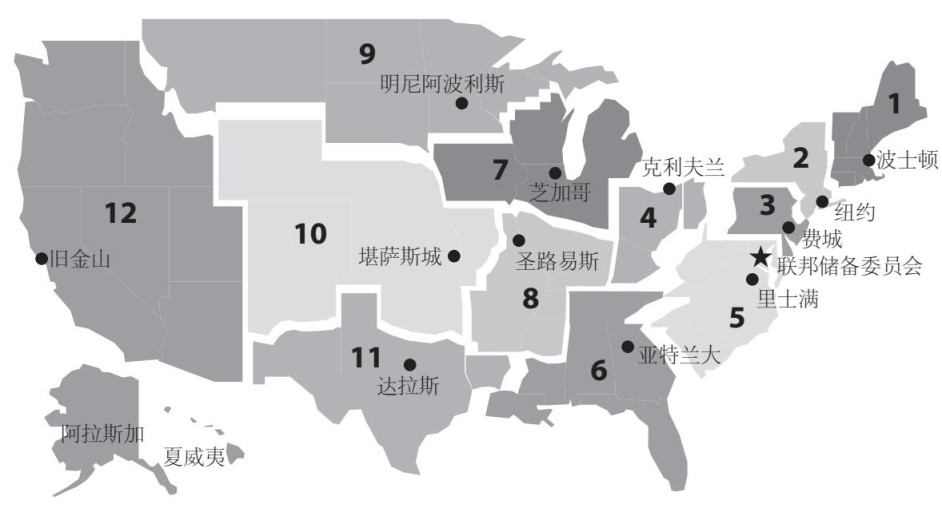 9
明尼阿波利斯
1
2
波士顿
7
克利夫兰
芝加哥
3
纽约
12
4
10
费城
旧金山
堪萨斯城
圣路易斯
联邦储备委员会
8
里士满
5
11
亚特兰大
6
达拉斯
阿拉斯加
夏威夷